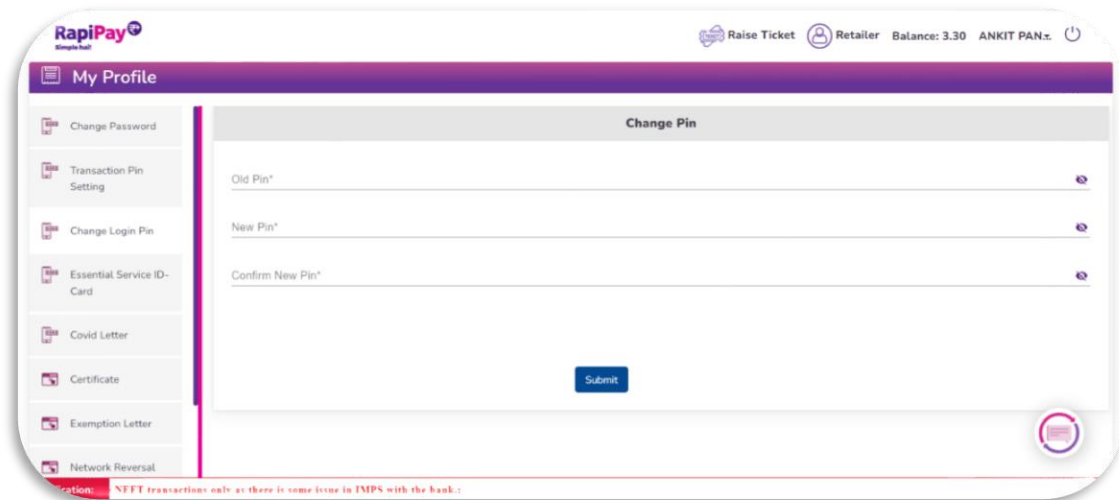 RapiPay
Simple hai!
Raise Ticket
Retailer
Balance: 3.30
ANKIT PAN..
My Profile
Change Password
Transaction Pin
Setting
Change Login Pin
Essential Service ID-
Card
Covid Letter
Certificate
Exemption Letter
Network Reversal
Change Pin
Old Pin*
New Pin*
Confirm New Pin*
Submit
ication:
NEFT transactions only as there is some issue in IMPS with the bank.: